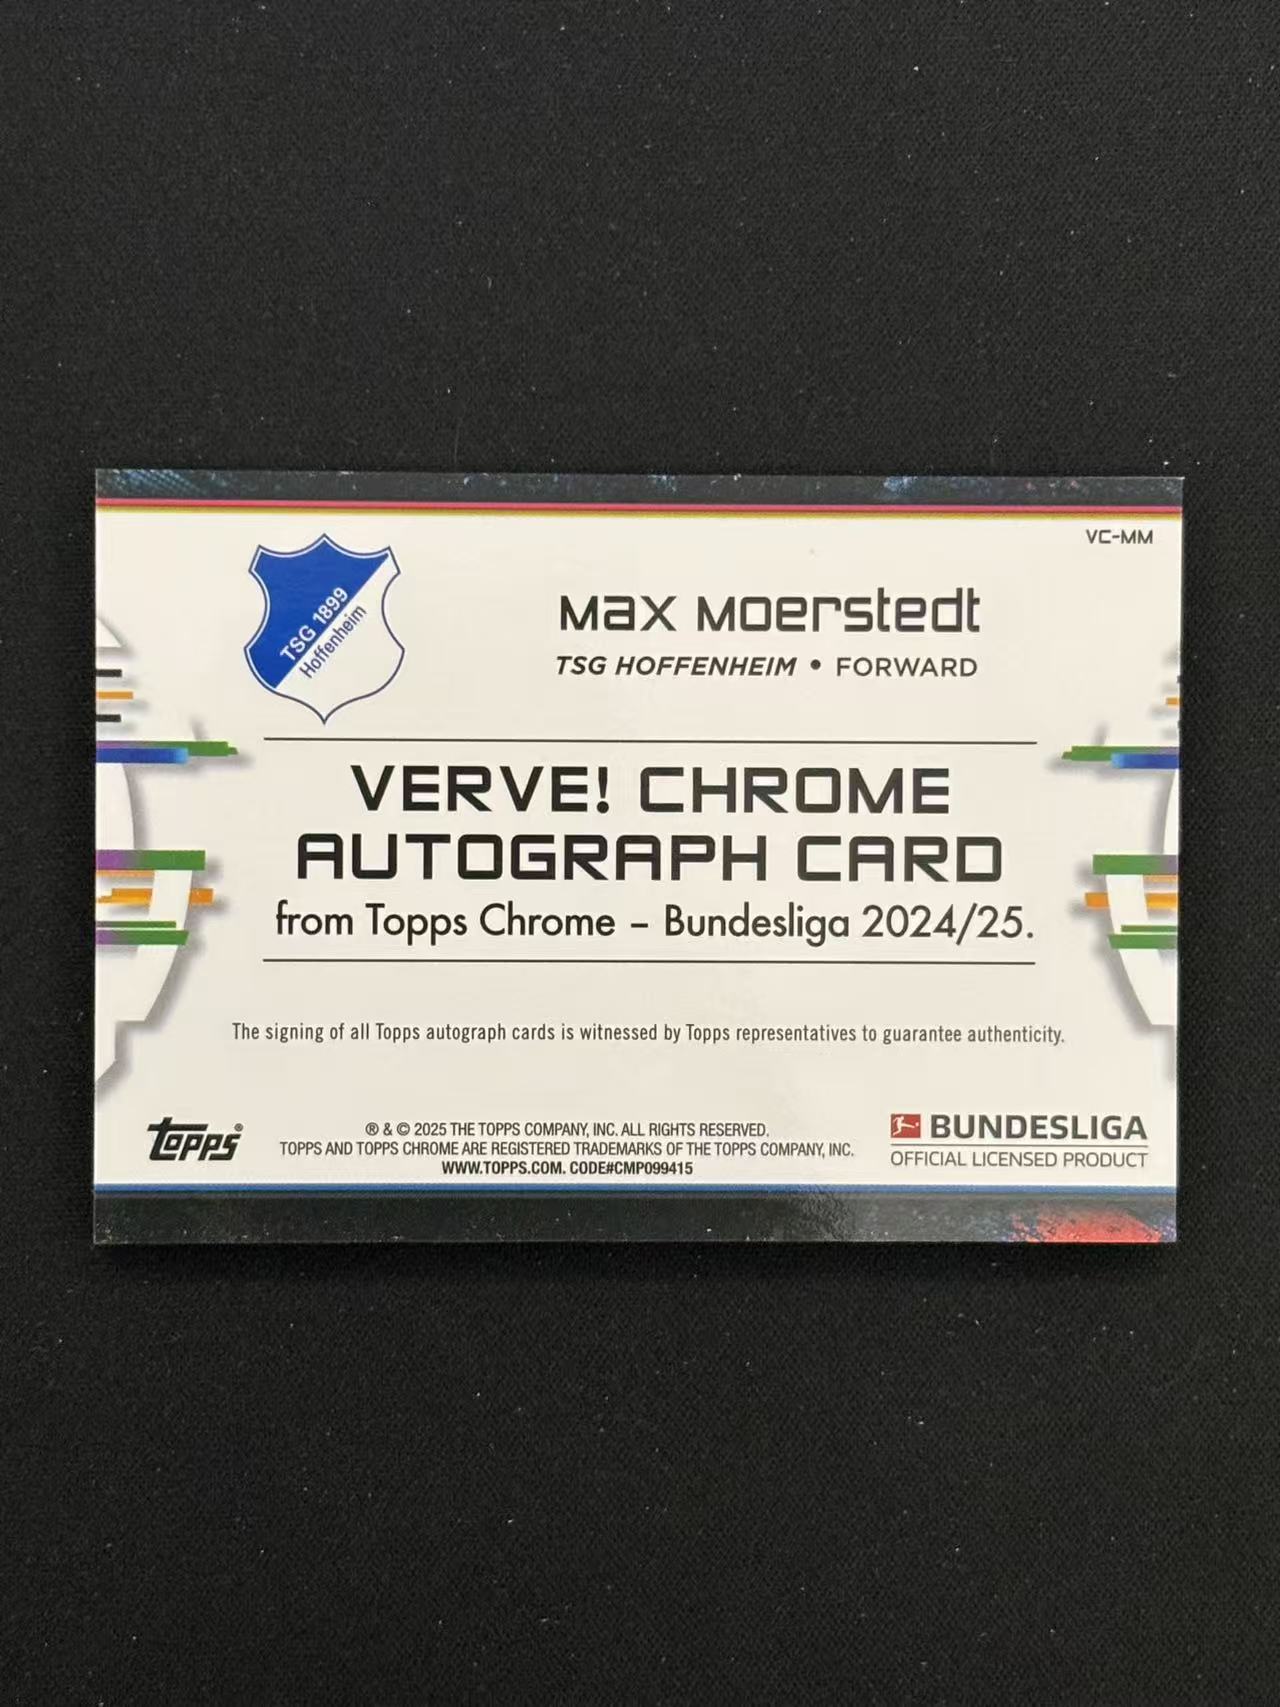 VC-MM
TSG 1899
Hoffenheim
Max Moerstedt
TSG HOFFENHEIM • FORWARD
VERVE! CHROME
AUTOGRAPH CARD
from Topps Chrome – Bundesliga 2024/25.
The signing of all Topps autograph cards is witnessed by Topps representatives to guarantee authenticity.
topps®
® & © 2025 THE TOPPS COMPANY, INC. ALL RIGHTS RESERVED.
TOPPS AND TOPPS CHROME ARE REGISTERED TRADEMARKS OF THE TOPPS COMPANY, INC.
WWW.TOPPS.COM. CODE#CMP099415
BUNDESLIGA
OFFICIAL LICENSED PRODUCT